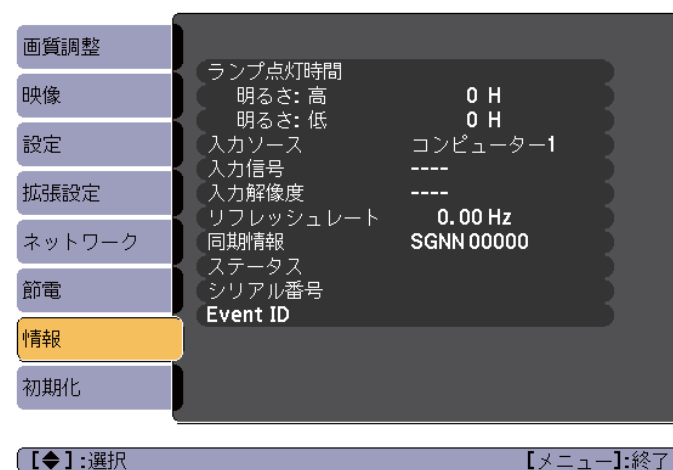 画質調整
映像
設定
拡張設定
ネットワーク
節電
情報
初期化
ランプ点灯時間
明るさ: 高 0 H
明るさ: 低 0 H
入力ソース コンピューター1
入力信号 ----
入力解像度 ----
リフレッシュレート 0.00 Hz
同期情報 SGNN 00000
ステータス
シリアル番号
Event ID
【◆】:選択 【メニュー】:終了